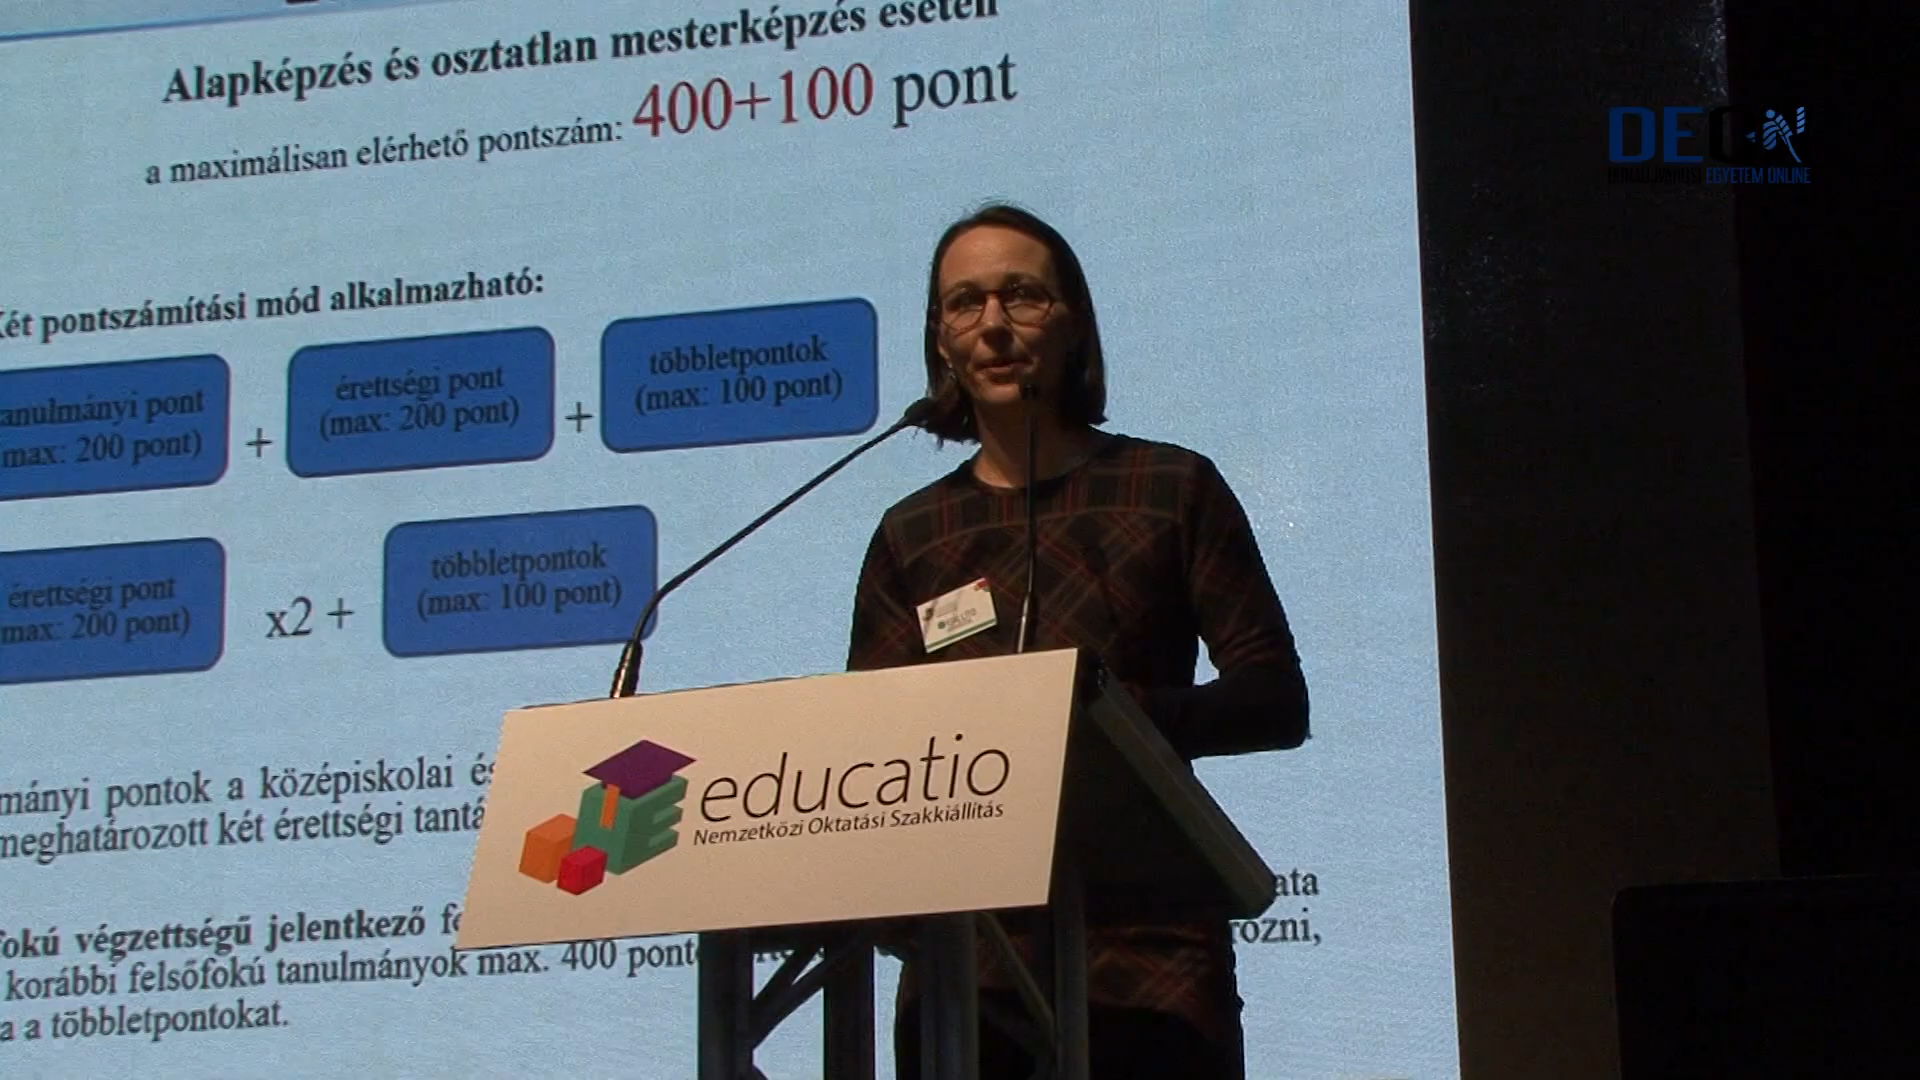 Alapképzés és osztatlan mesterképzés esetén
a maximálisan elérhető pontszám: 400+100 pont
két pontszámítási mód alkalmazható:
tanulmányi pont
(max: 200 pont)
+
érettségi pont
(max: 200 pont)
+
többletpontok
(max: 100 pont)
érettségi pont
(max: 200 pont)
x2 +
többletpontok
(max: 100 pont)
mányi pontok a középiskolai és
meghatározott két érettségi tantá
fokú végzettségű jelentkező fe
ata
rozni,
korábbi felsőfokú tanulmányok max. 400 pont
a a többletpontokat.
educatio
Nemzetközi Oktatási Szakkiállítás
EGYETEM ONLINE